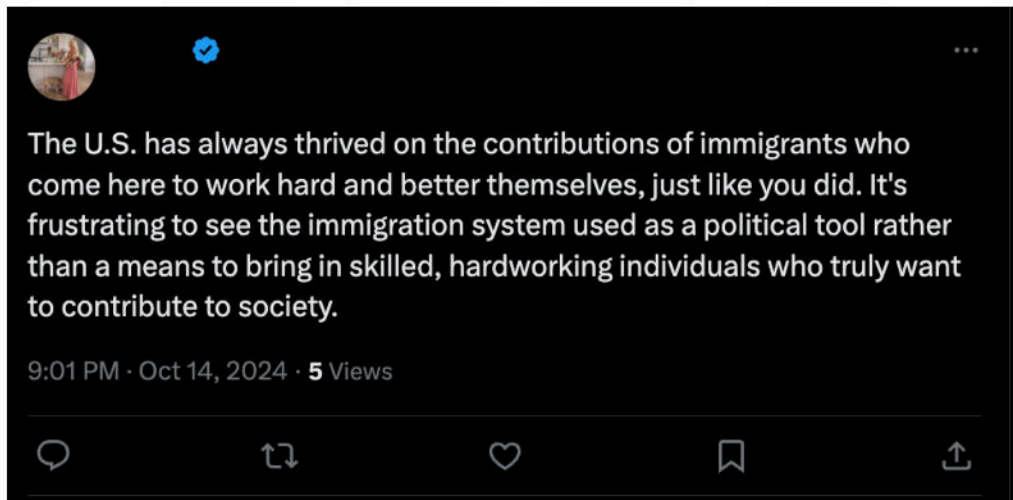 The U.S. has always thrived on the contributions of immigrants who
come here to work hard and better themselves, just like you did. It's
frustrating to see the immigration system used as a political tool rather
than a means to bring in skilled, hardworking individuals who truly want
to contribute to society.
9:01 PM · Oct 14, 2024 · 5 Views